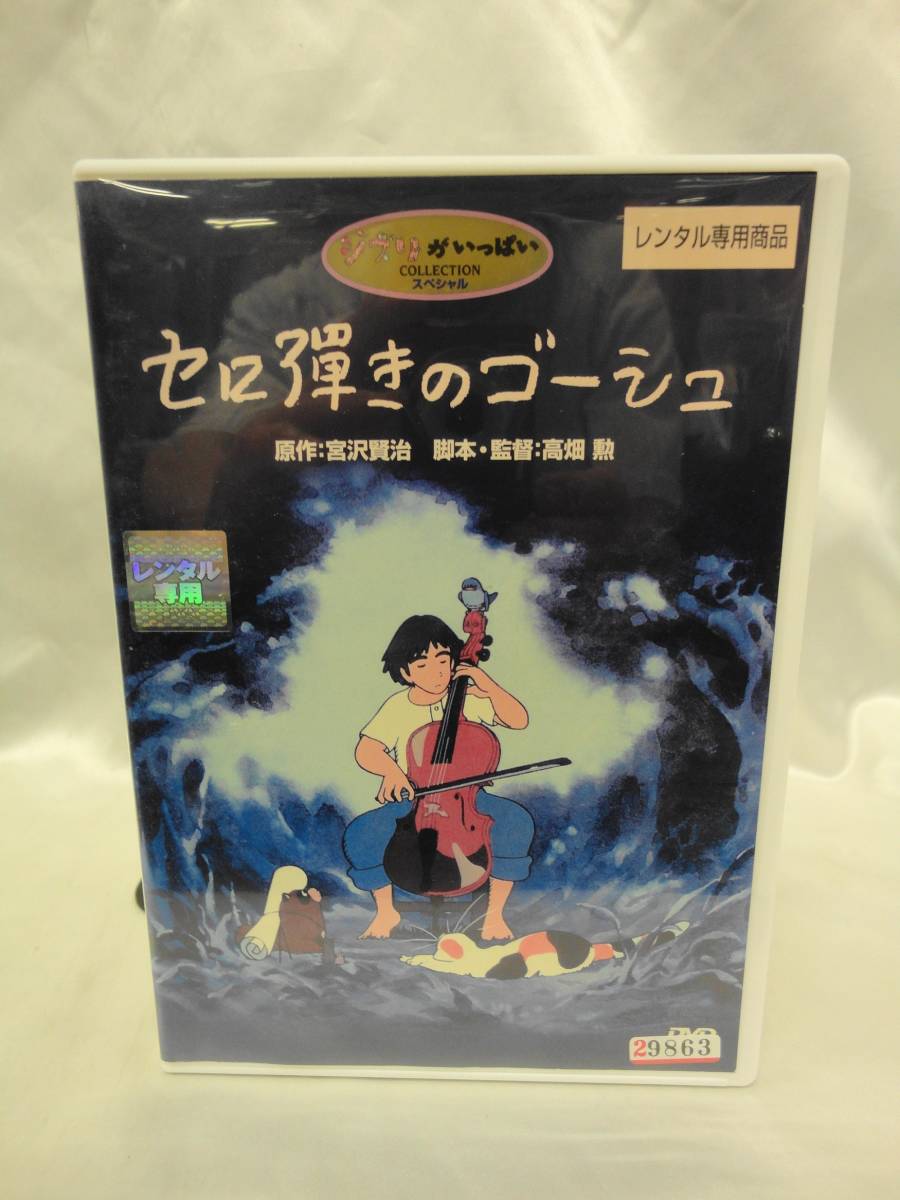 ジブリがいっぱい
COLLECTION
スペシャル
レンタル専用商品
セロ弾きのゴーシュ
原作:宮沢賢治 脚本・監督:高畑 勲
レンタル
専用
DVD
29863